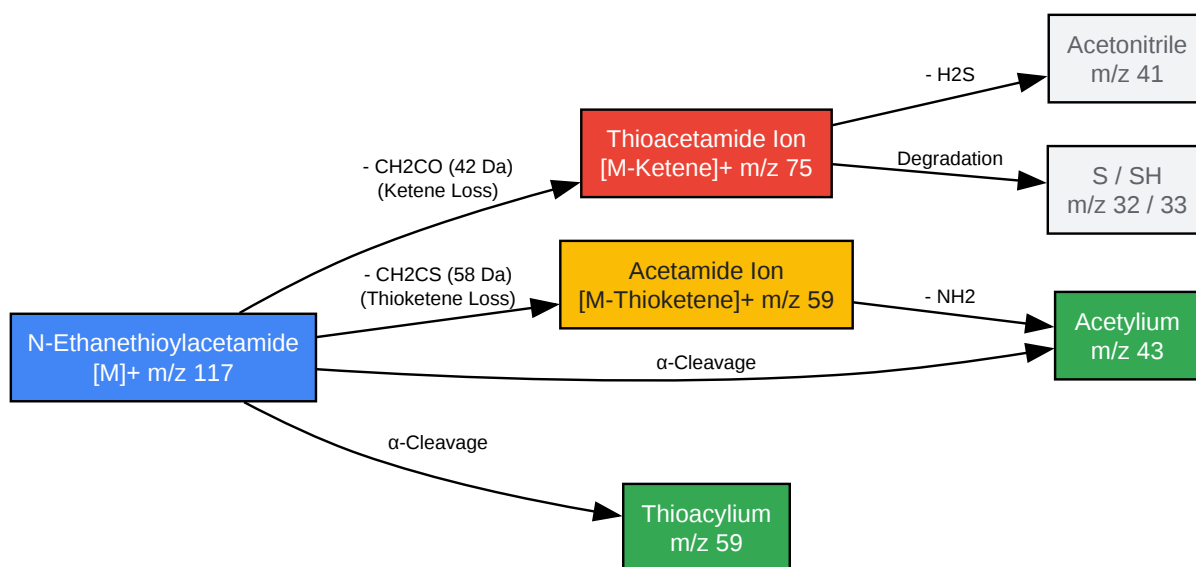 Acetonitrile
m/z 41
- H2S
Thioacetamide Ion
[M-Ketene]+ m/z 75
Degradation
S / SH
m/z 32 / 33
- CH2CO (42 Da)
(Ketene Loss)
- CH2CS (58 Da)
(Thioketene Loss)
Acetamide Ion
[M-Thioketene]+ m/z 59
- NH2
Acetylium
m/z 43
N-Ethanethioylacetamide
[M]+ m/z 117
α-Cleavage
α-Cleavage
Thioacylium
m/z 59